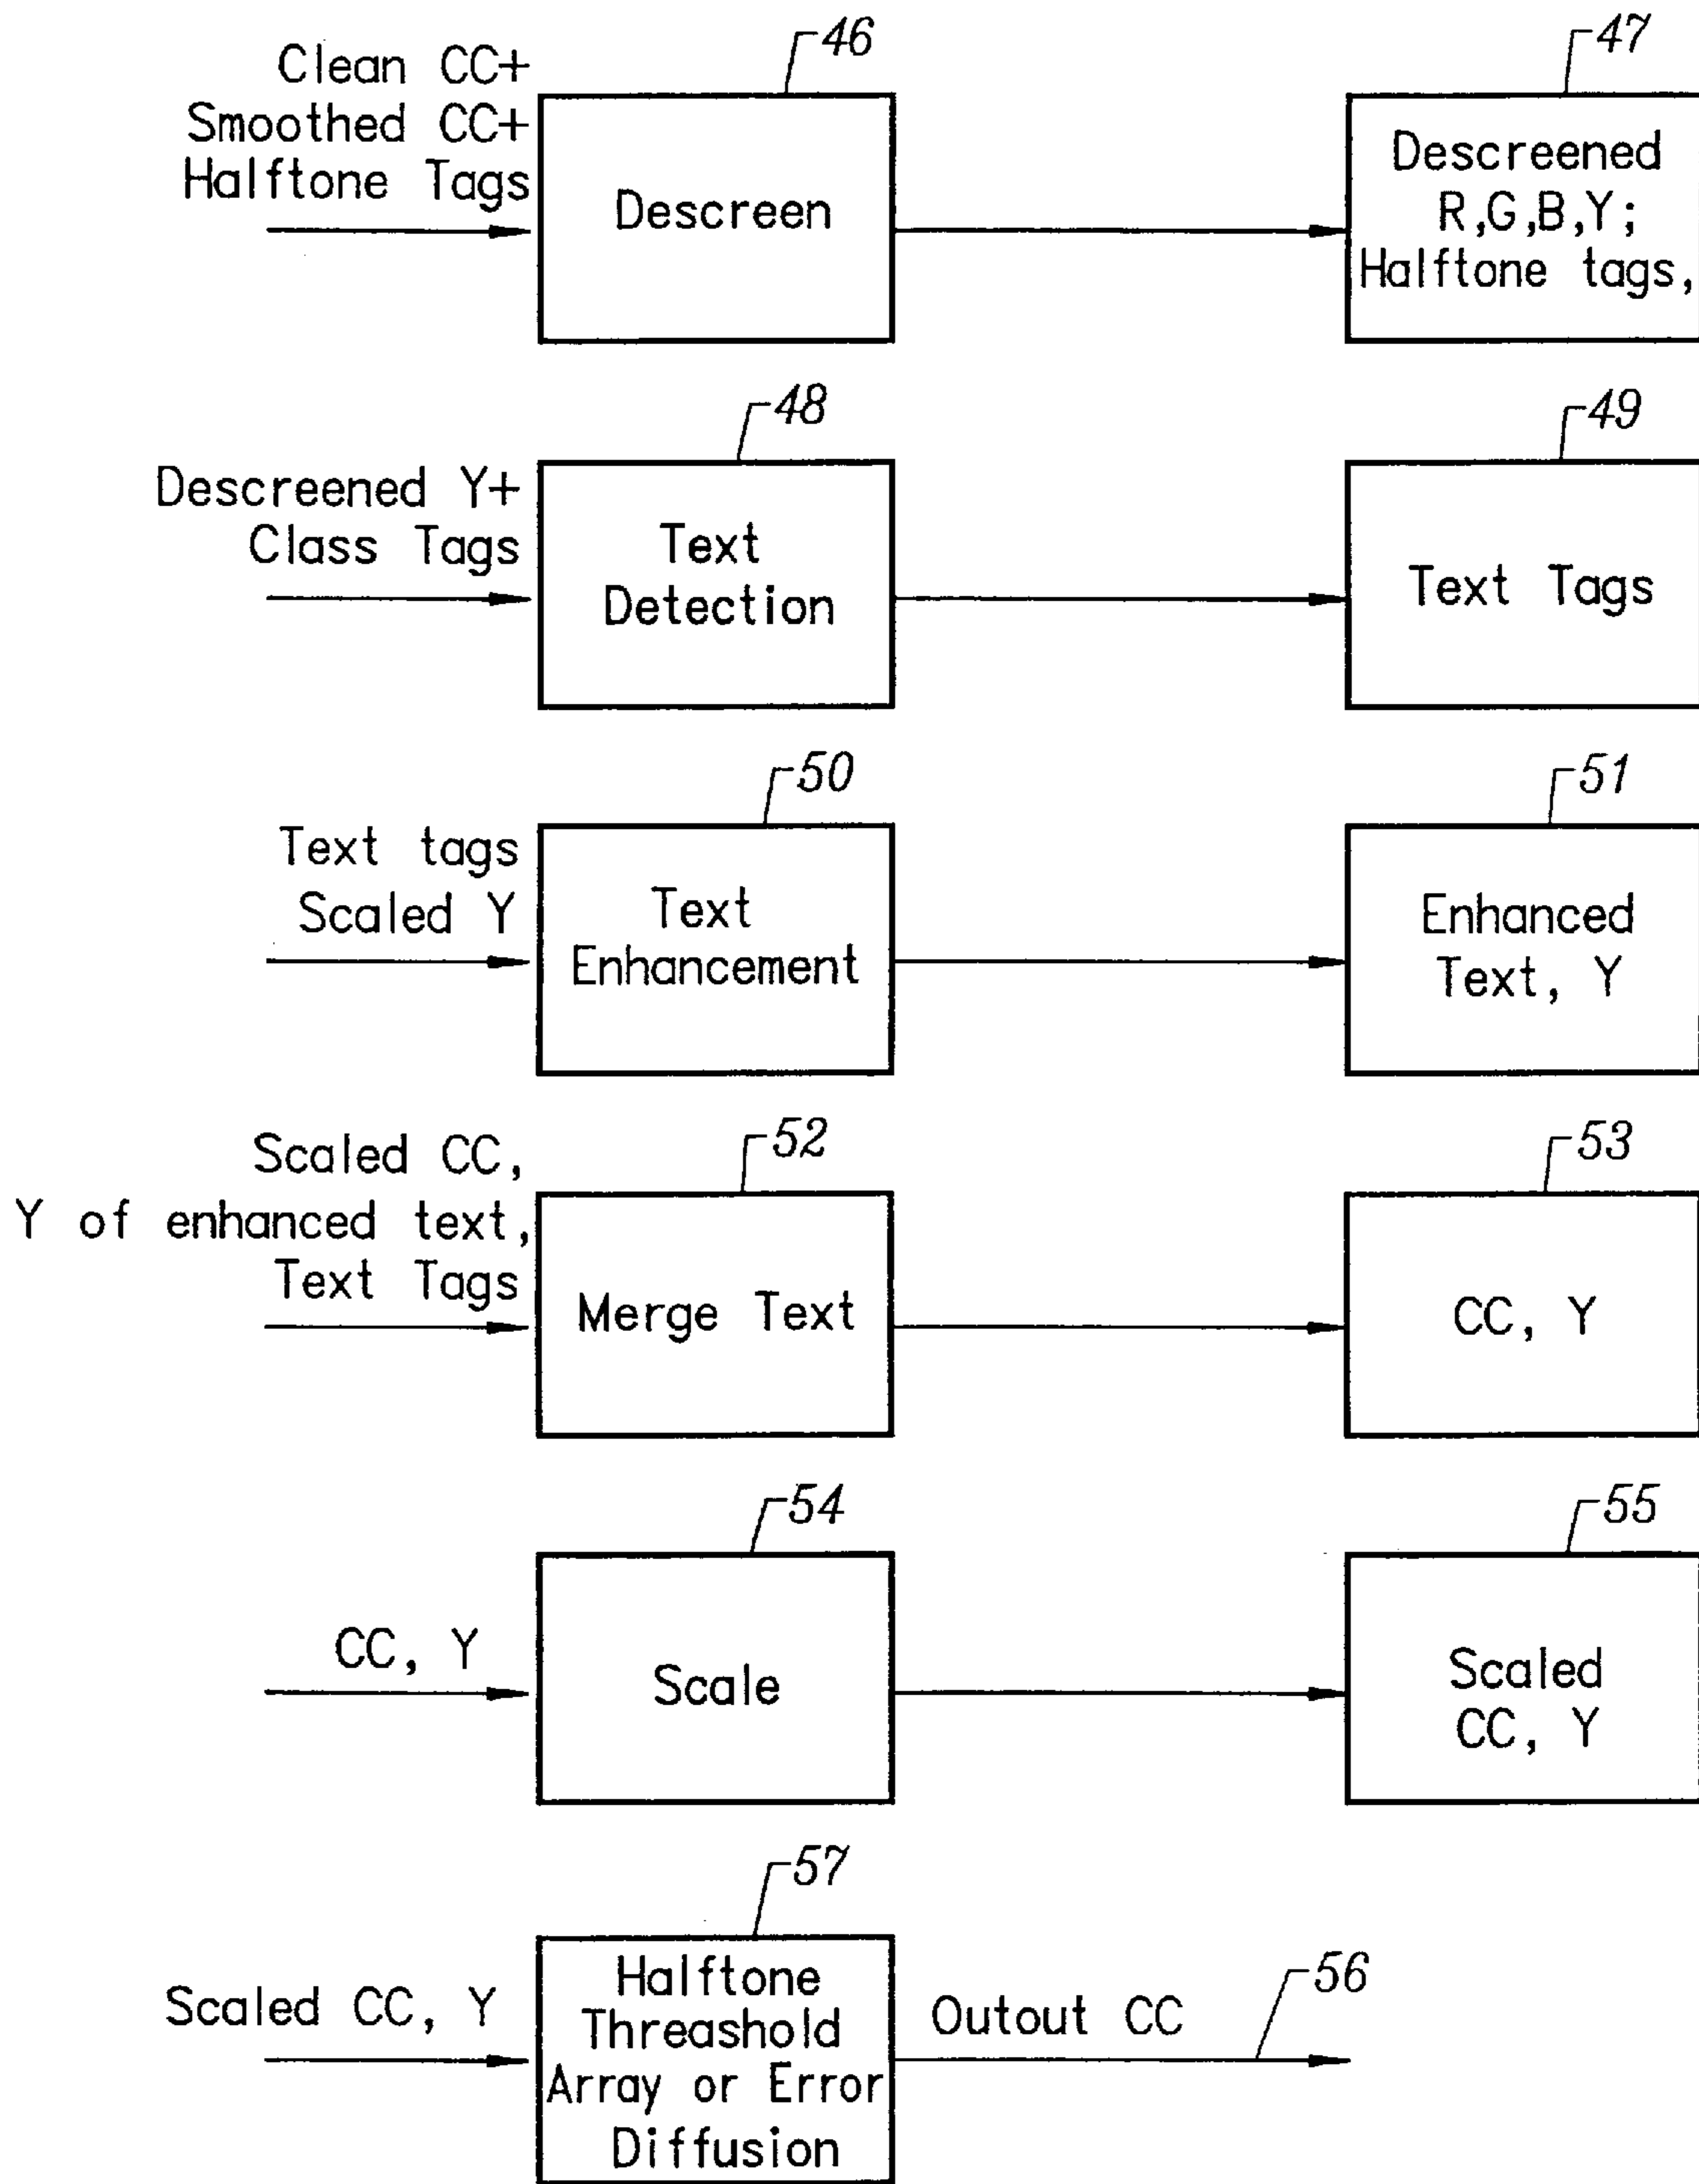 46
47
Clean CC+
Smoothed CC+
Halftone Tags
Descreen
Descreened
R,G,B,Y;
Halftone tags,
48
49
Descreened Y+
Class Tags
Text
Detection
Text Tags
50
51
Text tags
Scaled Y
Text
Enhancement
Enhanced
Text, Y
52
53
Scaled CC,
Y of enhanced text,
Text Tags
Merge Text
CC, Y
54
55
CC, Y
Scale
Scaled
CC, Y
57
56
Scaled CC, Y
Halftone
Threashold
Array or Error
Diffusion
Outout CC